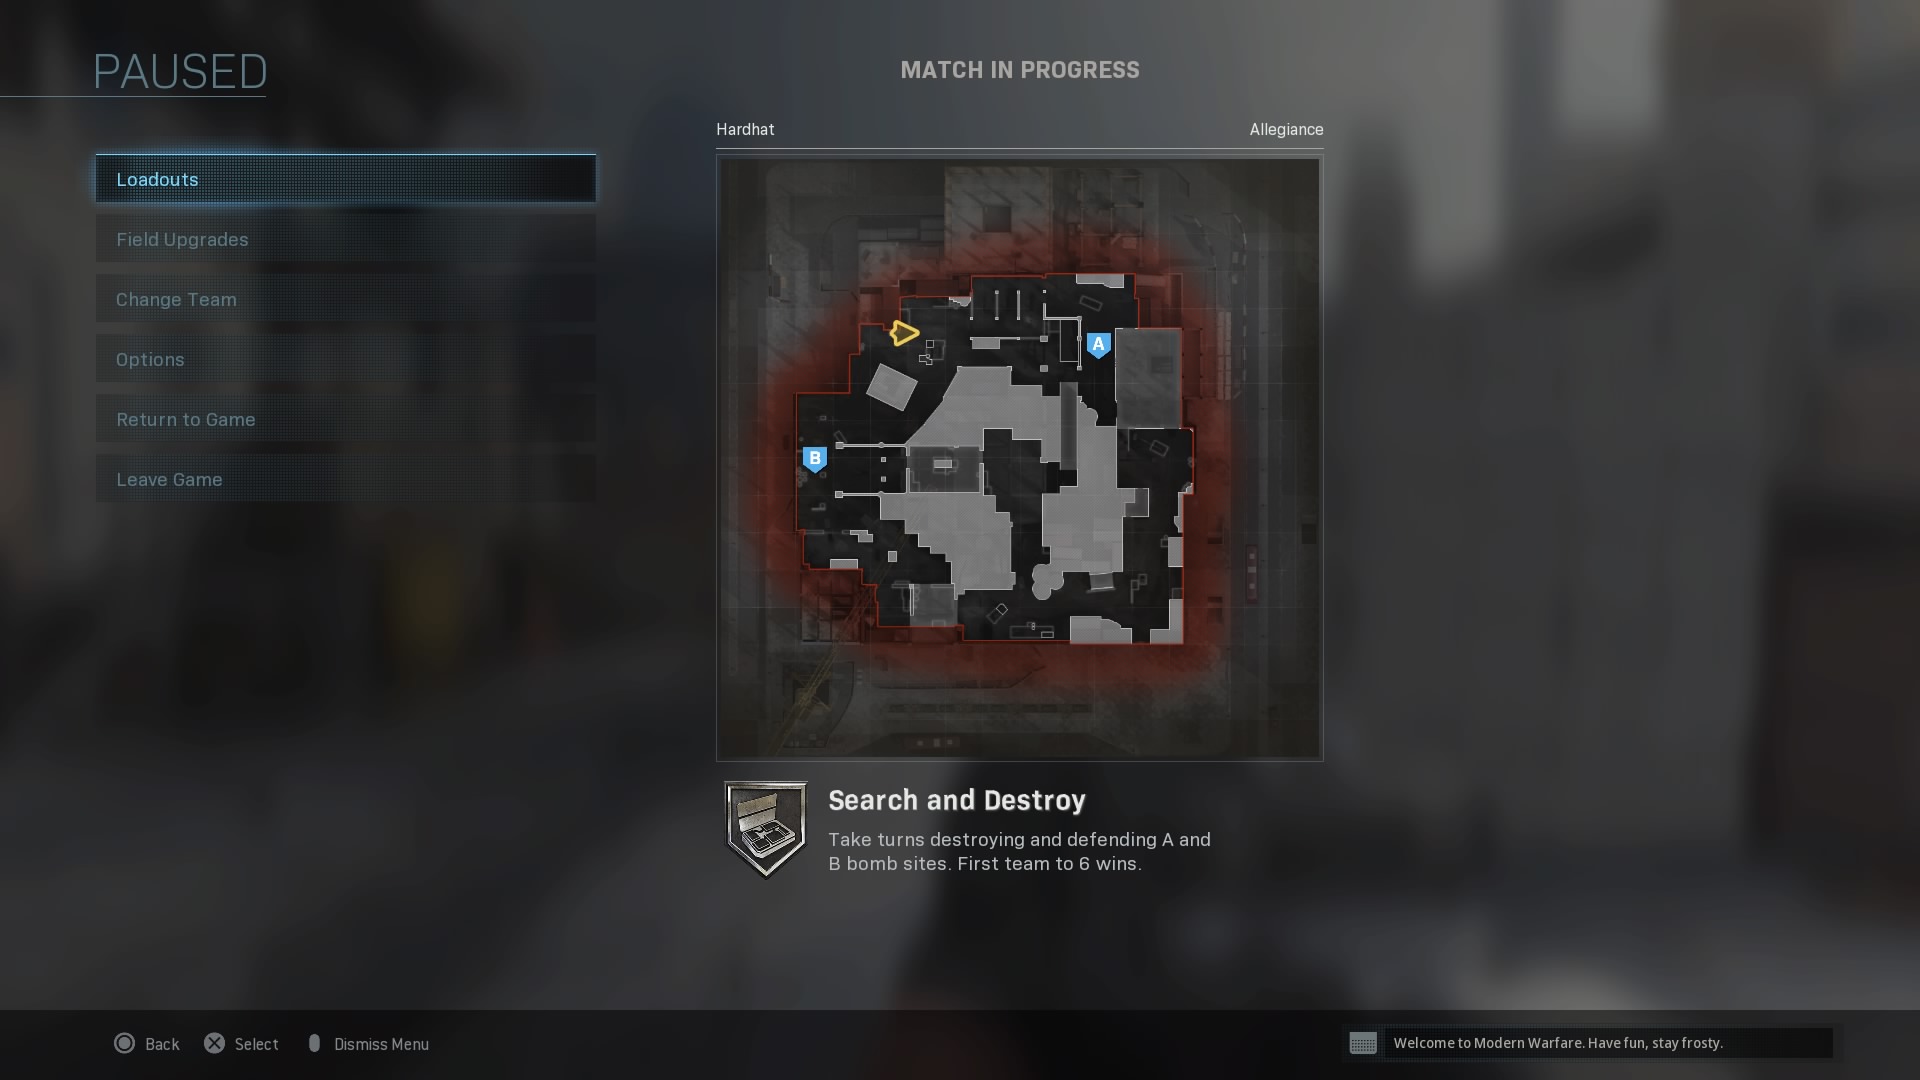 PAUSED
MATCH IN PROGRESS
Hardhat
Allegiance
Loadouts
Field Upgrades
Change Team
Options
Return to Game
Leave Game
A
B
Search and Destroy
Take turns destroying and defending A and
B bomb sites. First team to 6 wins.
Back
Select
Dismiss Menu
Welcome to Modern Warfare. Have fun, stay frosty.